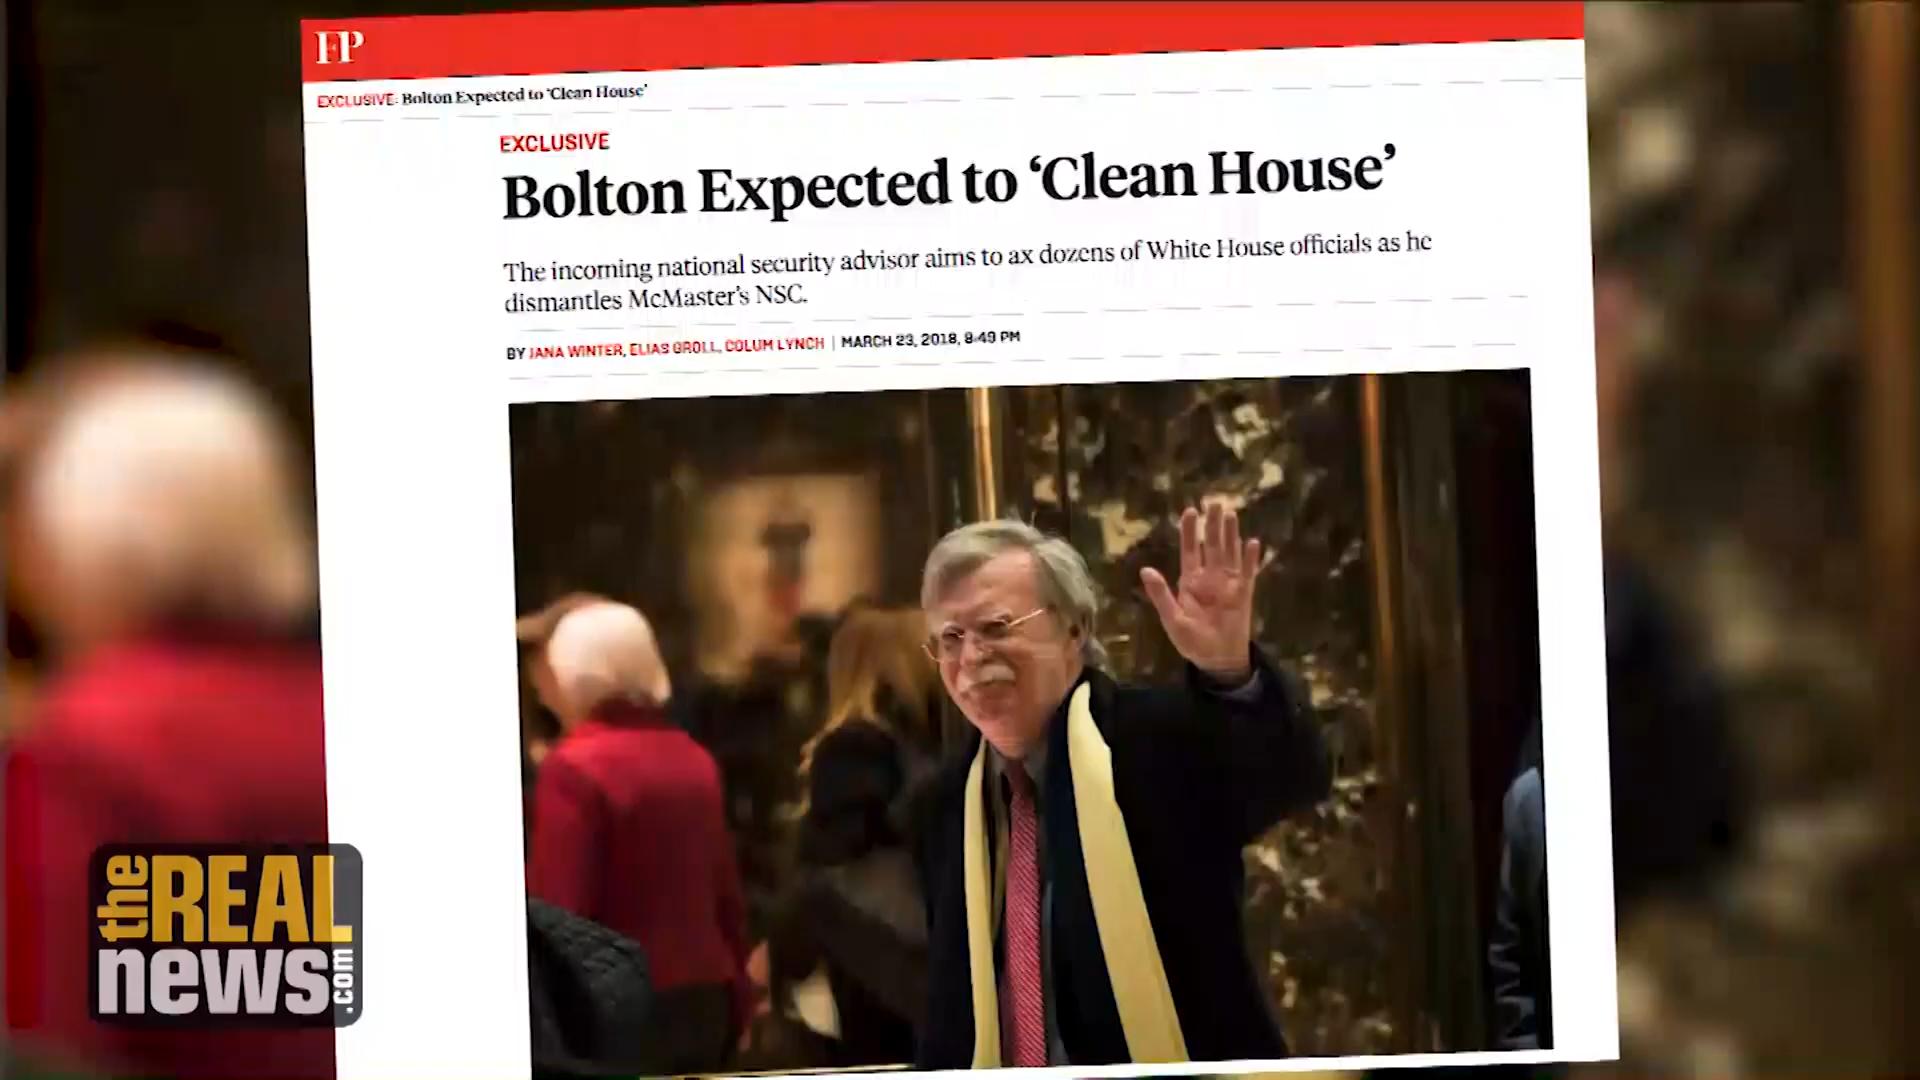 FP
EXCLUSIVE: Bolton Expected to ‘Clean House’
EXCLUSIVE
Bolton Expected to ‘Clean House’
The incoming national security advisor aims to ax dozens of White House officials as he
dismantles McMaster’s NSC.
BY JANA WINTER, ELIAS GROLL, COLUM LYNCH | MARCH 23, 2018, 8:49 PM
the REAL
news.com